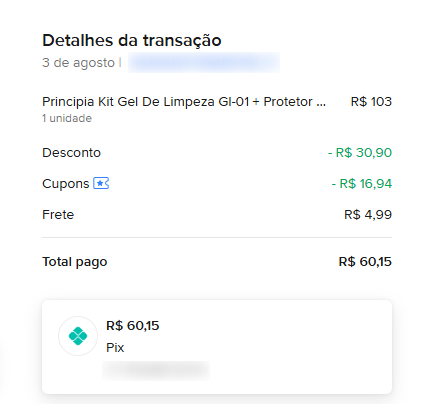 Detalhes da transação
3 de agosto |
Principia Kit Gel De Limpeza Gl-01 + Protetor ... R$ 103
1 unidade
Desconto - R$ 30,90
Cupons - R$ 16,94
Frete R$ 4,99
Total pago R$ 60,15
R$ 60,15
Pix